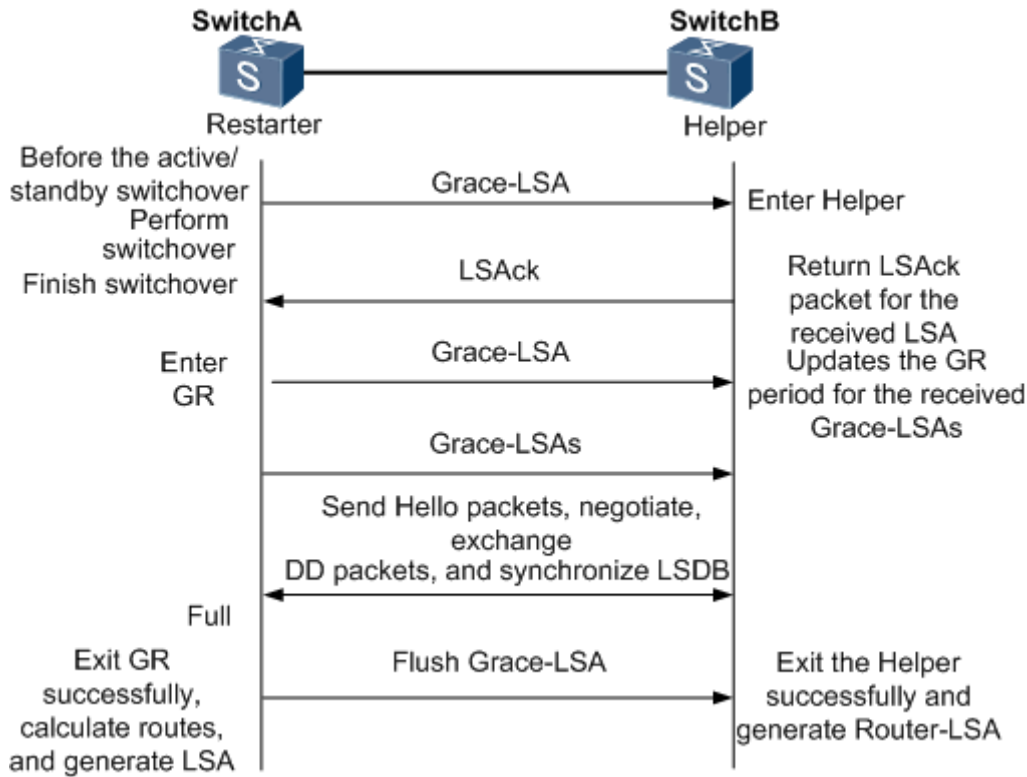 SwitchA
SwitchB
S
S
Restarter
Helper
Before the active/
standby switchover
Grace-LSA
Enter Helper
Perform
switchover
Finish switchover
LSAck
Return LSAck
packet for the
received LSA
Enter
GR
Grace-LSA
Updates the GR
period for the received
Grace-LSAs
Grace-LSAs
Send Hello packets, negotiate,
exchange
DD packets, and synchronize LSDB
Full
Exit GR
successfully,
calculate routes,
and generate LSA
Flush Grace-LSA
Exit the Helper
successfully and
generate Router-LSA